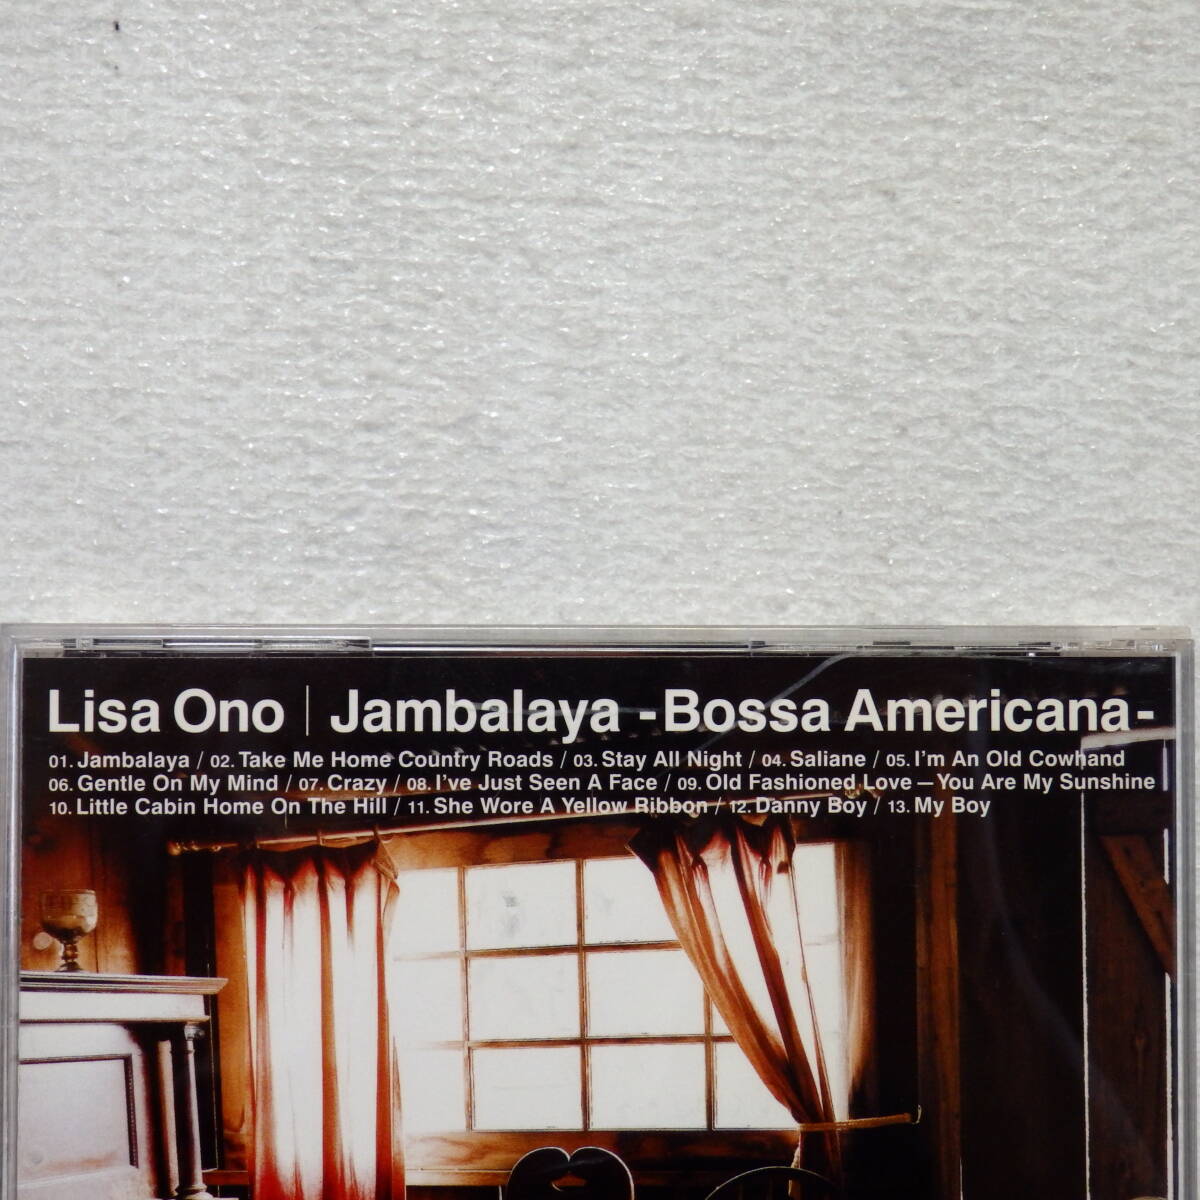 Lisa Ono | Jambalaya -Bossa Americana-
01. Jambalaya / 02. Take Me Home Country Roads / 03. Stay All Night / 04. Saliane / 05. I'm An Old Cowhand
06. Gentle On My Mind / 07. Crazy / 08. I've Just Seen A Face / 09. Old Fashioned Love—You Are My Sunshine
10. Little Cabin Home On The Hill / 11. She Wore A Yellow Ribbon / 12. Danny Boy / 13. My Boy